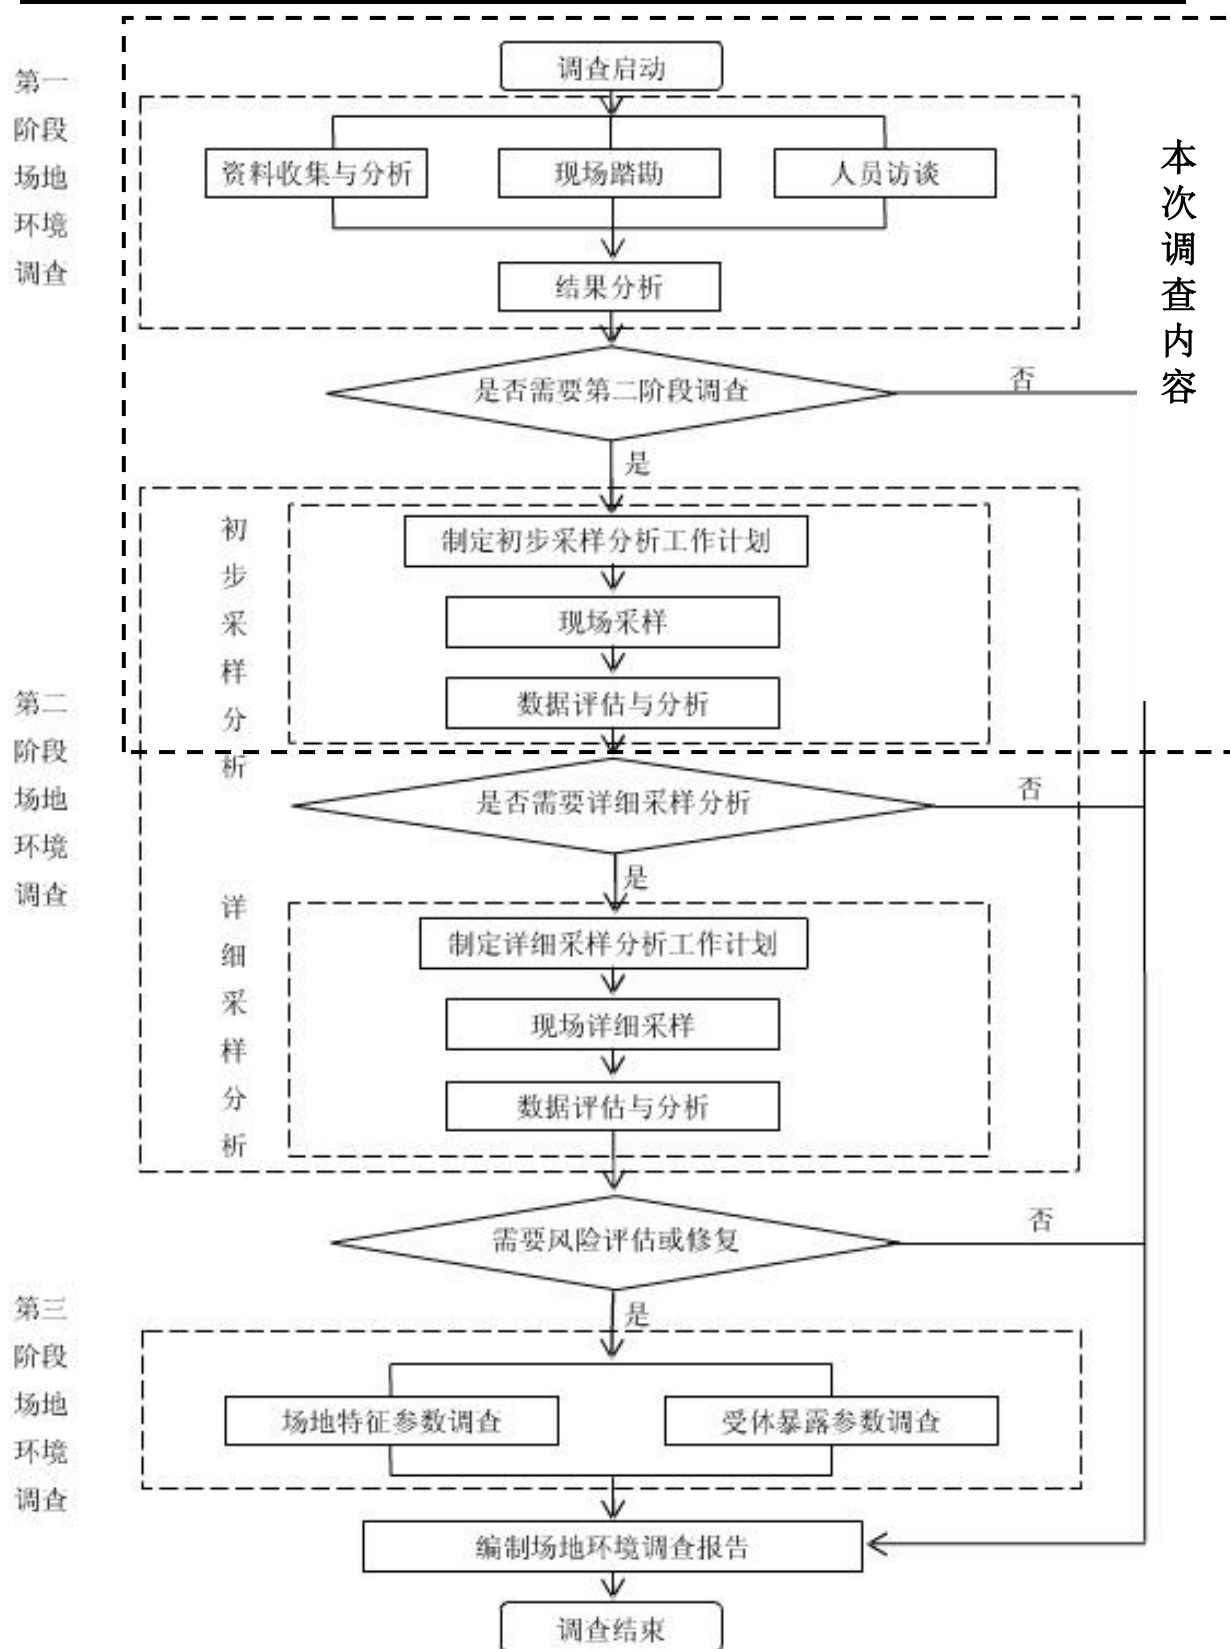 调查启动
第一阶段场地环境调查
资料收集与分析
现场踏勘
人员访谈
本次调查内容
结果分析
是否需要第二阶段调查
否
是
初步采样分析
制定初步采样分析工作计划
现场采样
数据评估与分析
第二阶段场地环境调查
是否需要详细采样分析
否
是
详细采样分析
制定详细采样分析工作计划
现场详细采样
数据评估与分析
需要风险评估或修复
否
是
第三阶段场地环境调查
场地特征参数调查
受休暴露参数调查
编制场地环境调查报告
调查结束